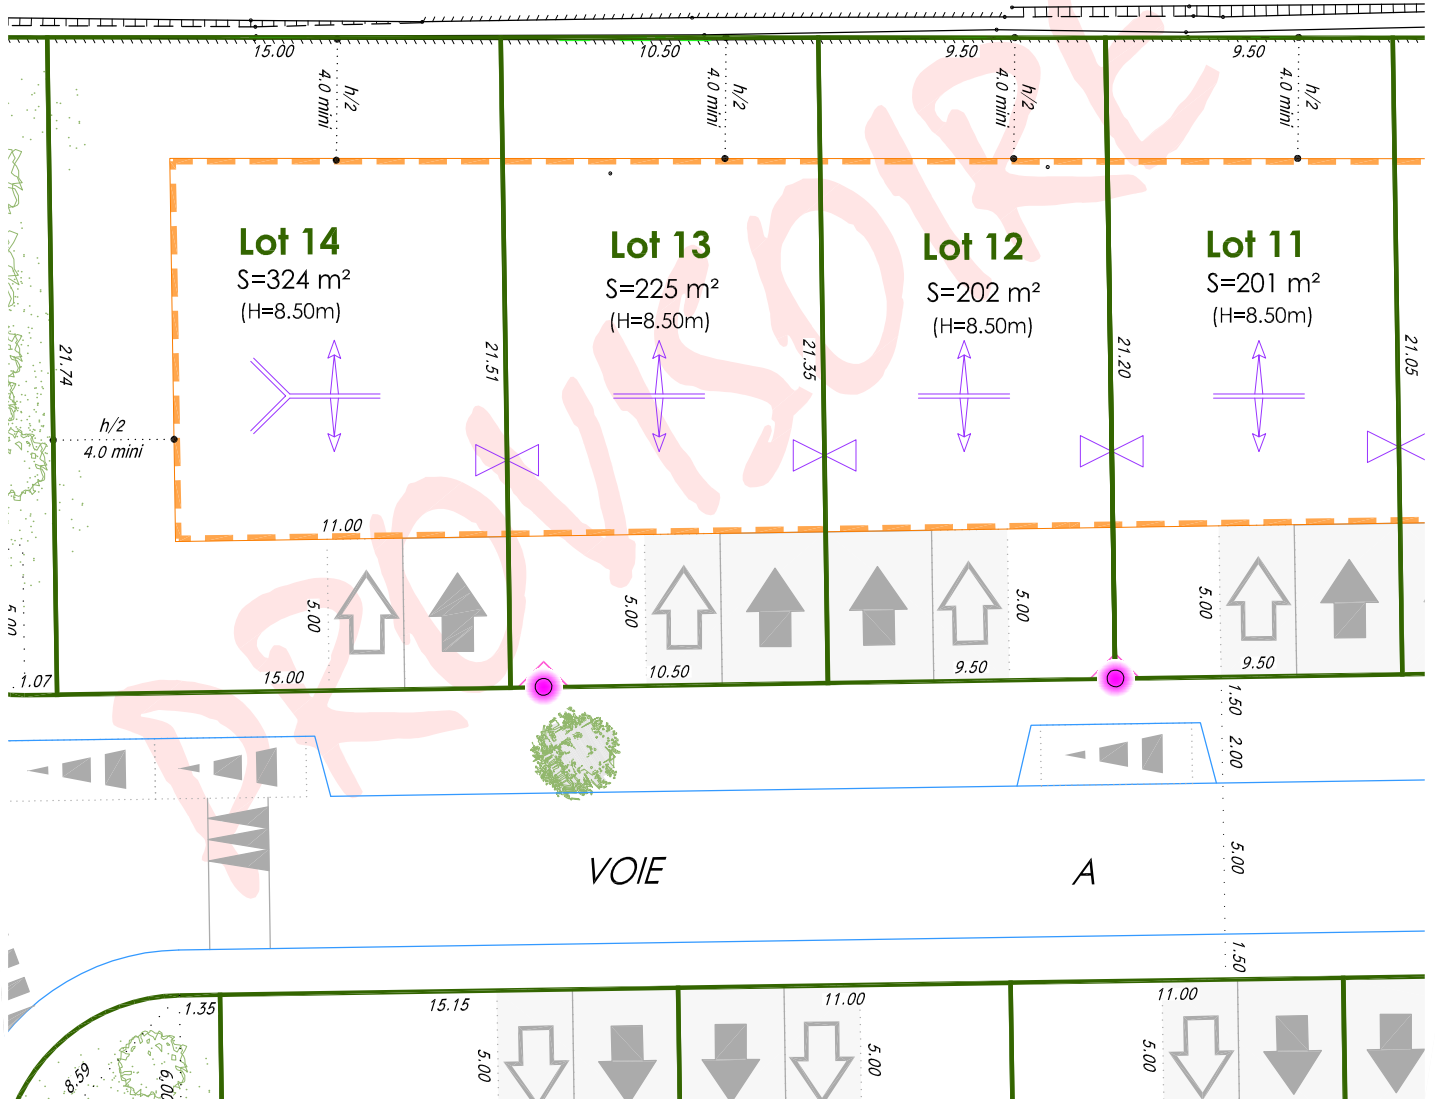 15.00
10.50
9.50
9.50
h/2
4.0 mini
h/2
4.0 mini
h/2
4.0 mini
h/2
4.0 mini
Lot 14
S=324 m²
(H=8.50m)
Lot 13
S=225 m²
(H=8.50m)
Lot 12
S=202 m²
(H=8.50m)
Lot 11
S=201 m²
(H=8.50m)
21.74
21.51
21.35
21.20
21.05
h/2
4.0 mini
11.00
5.00
5.00
5.00
5.00
5.00
1.07
15.00
10.50
9.50
9.50
1.50
2.00
VOIE A
5.00
1.50
1.35
15.15
11.00
11.00
5.00
5.00
5.00
8.59
6.00
PROVISOIRE